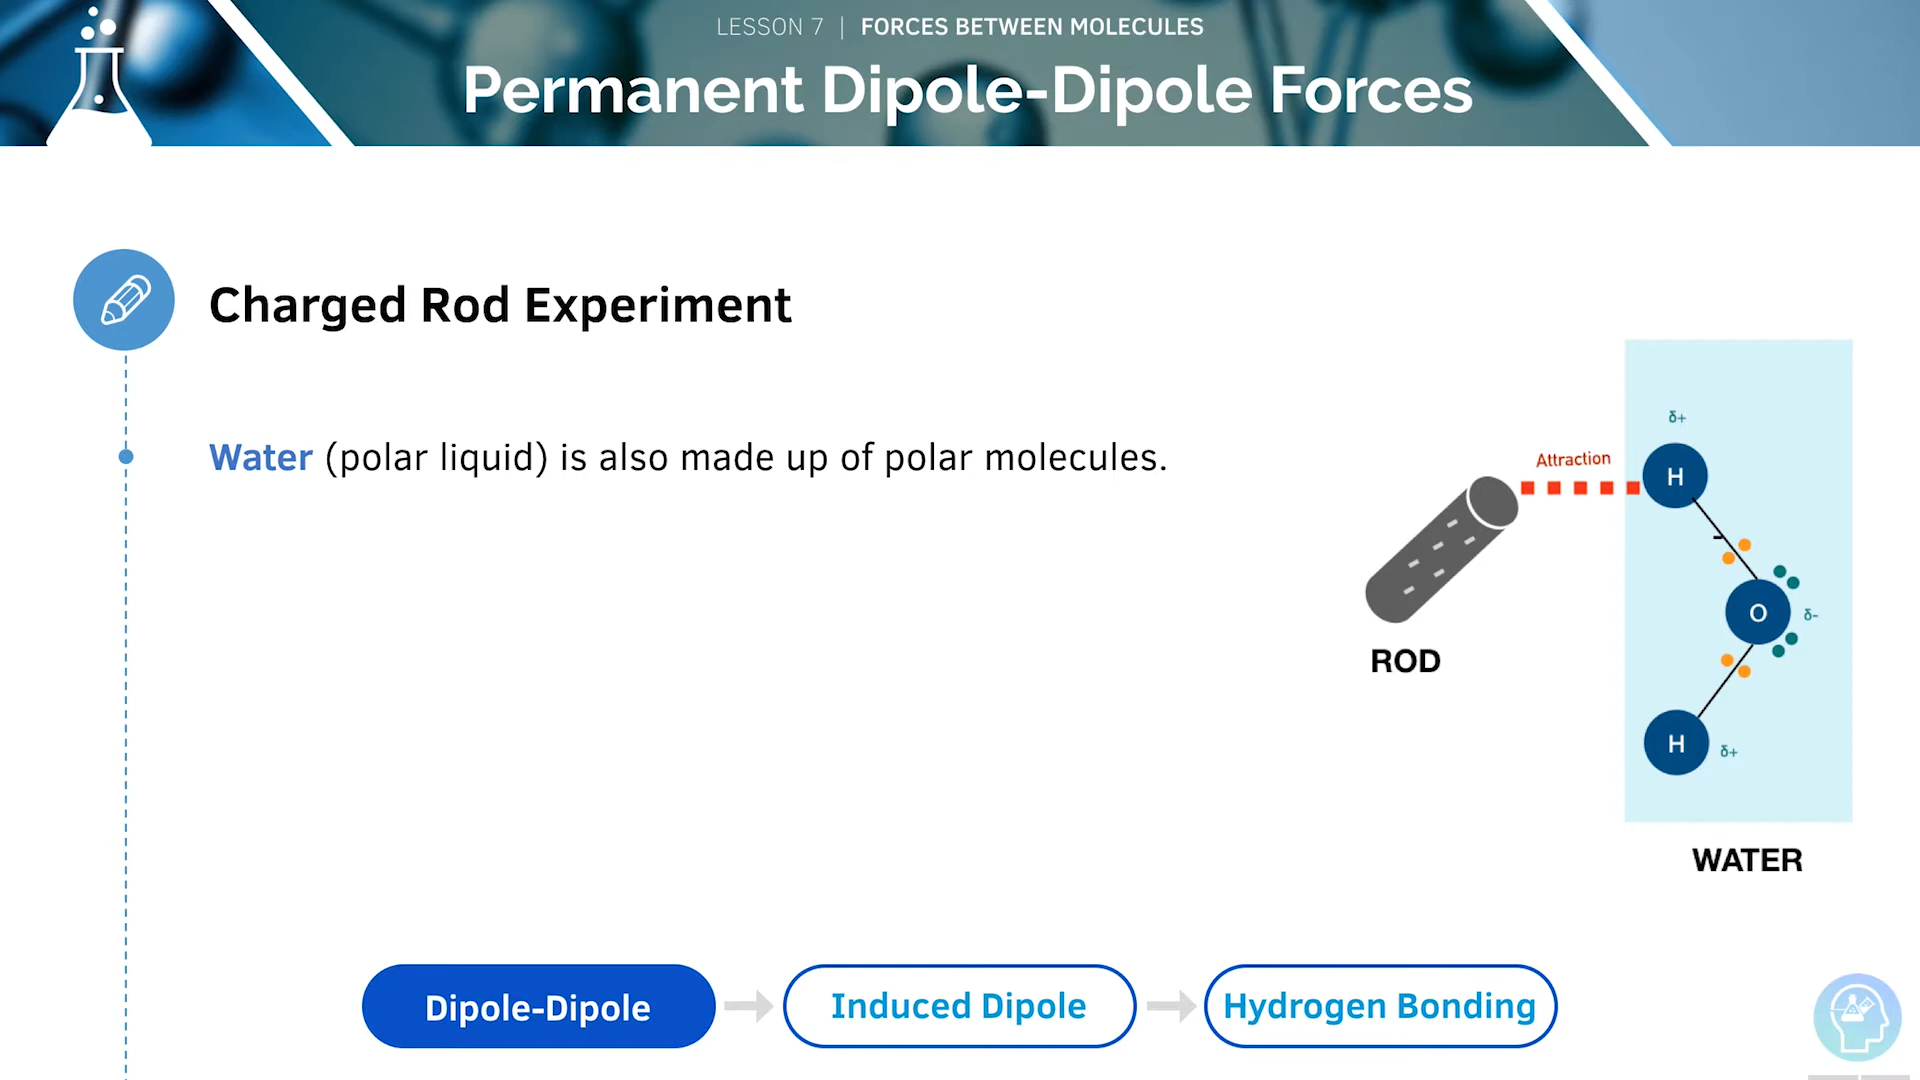 LESSON 7 | FORCES BETWEEN MOLECULES
Permanent Dipole-Dipole Forces
Charged Rod Experiment
Water (polar liquid) is also made up of polar molecules.
δ+
Attraction
H
O
δ-
ROD
H
δ+
WATER
Dipole-Dipole
Induced Dipole
Hydrogen Bonding